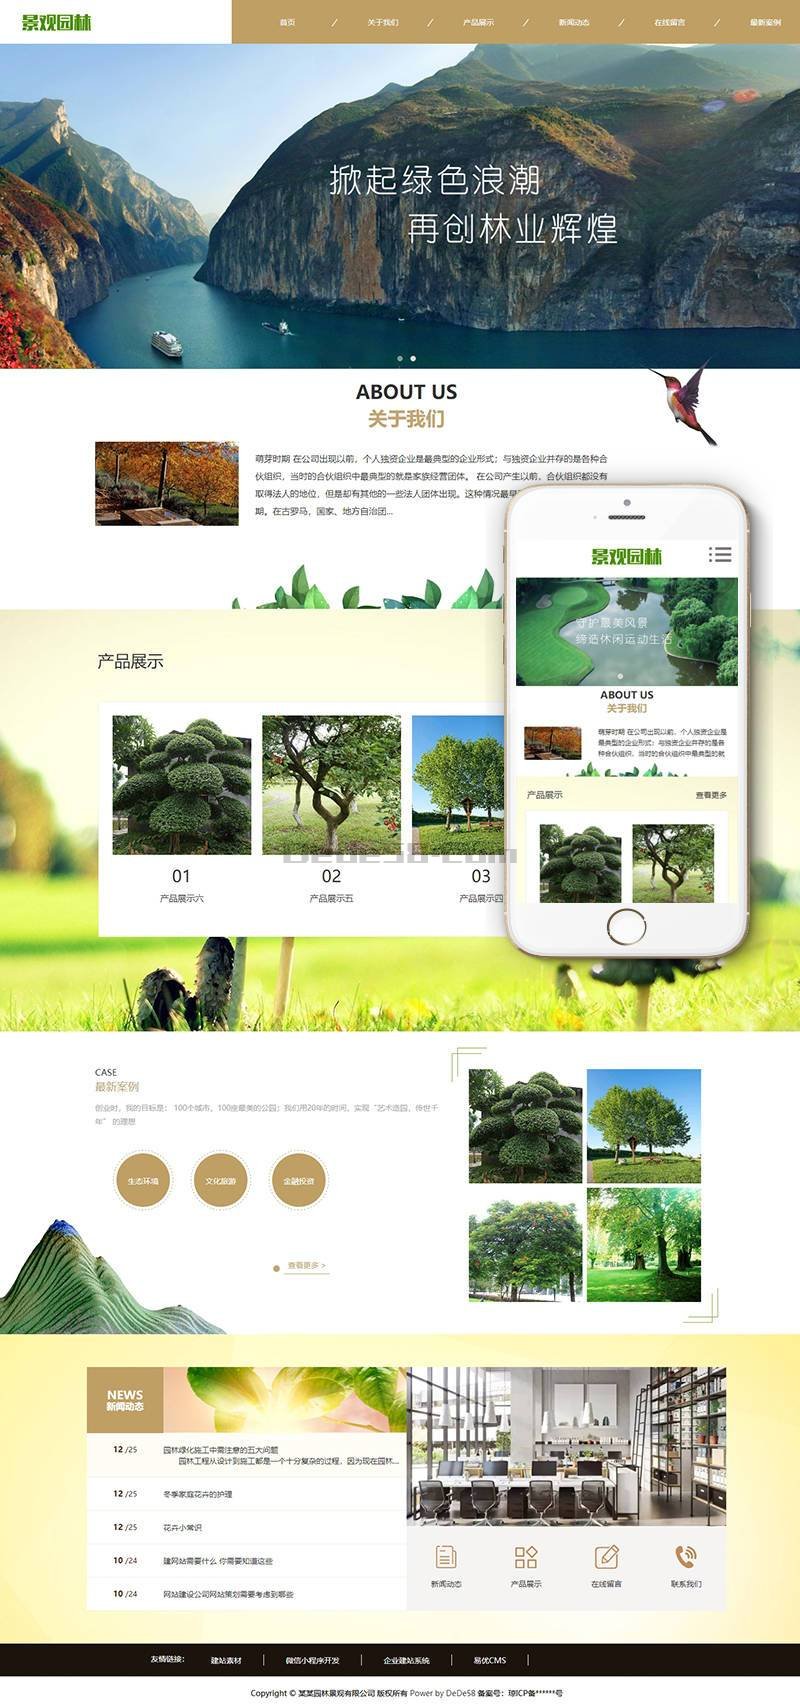 景观园林
首页 / 关于我们 / 产品展示 / 新闻动态 / 在线留言 / 最新案例
掀起绿色浪潮
再创林业辉煌
ABOUT US
关于我们
萌芽时期 在公司出现以前，个人独资企业是最典型的企业形式；与独资企业并存的是各种合
伙组织，当时的合伙组织中最典型的就是家族经营团体。 在公司产生以前，合伙组织都没有
取得法人的地位，但是却有其他的一些法人团体出现。这种情况最早
期。在古罗马，国家、地方自治团...
景观园林
守护最美风景
缔造休闲运动生活
ABOUT US
关于我们
萌芽时期 在公司出现以前，个人独资企业是
最典型的企业形式；与独资企业并存的是各
种合伙组织，当时的合伙组织中最典型的就
产品展示 查看更多
产品展示
Dede58.com
01 02 03
产品展示六 产品展示五 产品展示四
CASE
最新案例
创业时，我的目标是： 100个城市，100座最美的公园；我们用20年的时间，实现“艺术造园，传世千
年” 的理想
生态环境 文化旅游 金融投资
查看更多 >
NEWS
新闻动态
12 /25 园林绿化施工中需注意的五大问题
园林工程从设计到施工都是一个十分复杂的过程，因为现在园林...
12 /25 冬季家庭花卉的护理
12 /25 花卉小常识
10 /24 建网站需要什么 你需要知道这些
10 /24 网站建设公司网站策划需要考虑到哪些
新闻动态 产品展示 在线留言 联系我们
友情链接： 建站素材 微信小程序开发 企业建站系统 易优CMS
Copyright © 某某园林景观有限公司 版权所有 Power by DeDe58 备案号：琼ICP备******号